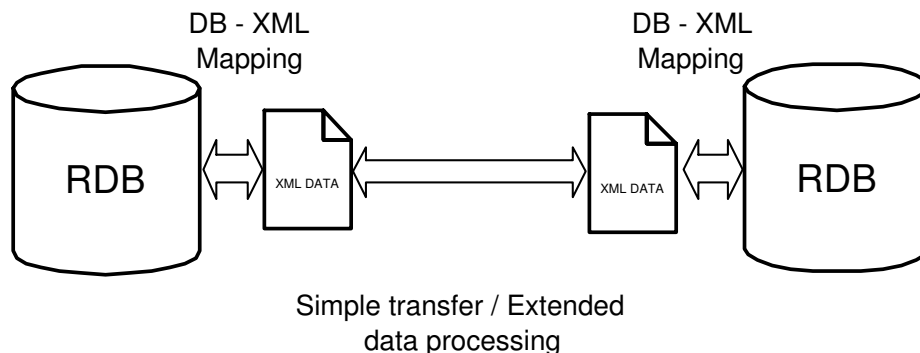 DB - XML
Mapping
DB - XML
Mapping
RDB
XML DATA
XML DATA
RDB
Simple transfer / Extended
data processing